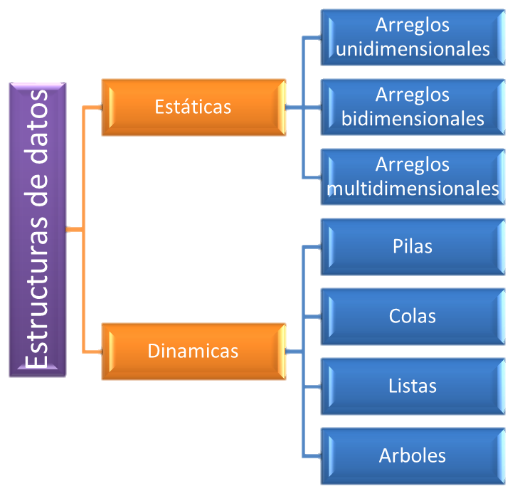 Estructuras de datos
Estáticas
Arreglos
unidimensionales
Arreglos
bidimensionales
Arreglos
multidimensionales
Dinamicas
Pilas
Colas
Listas
Arboles